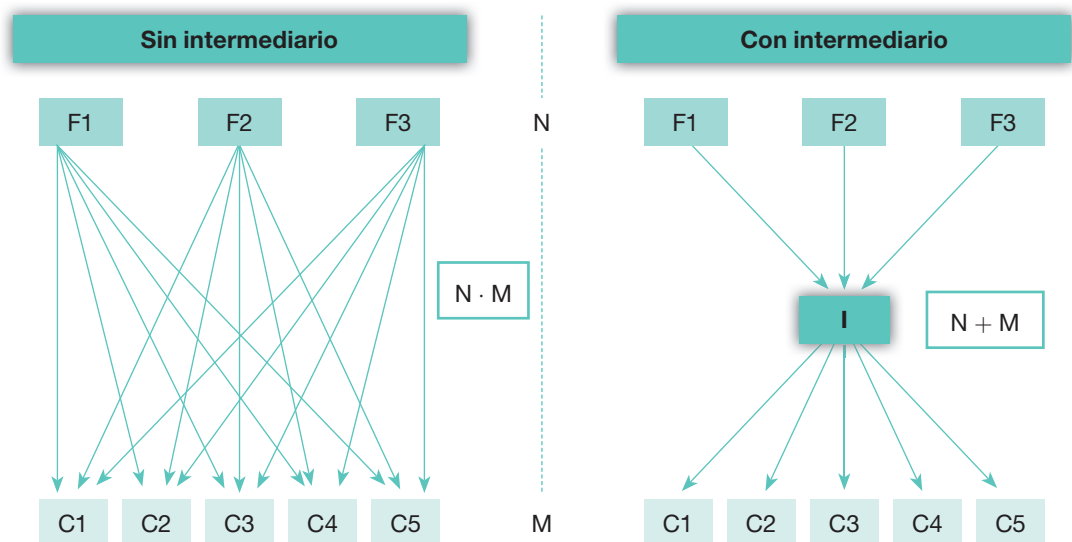 Sin intermediario
Con intermediario
F1 F2 F3 N F1 F2 F3
N · M
I
N + M
C1 C2 C3 C4 C5 M C1 C2 C3 C4 C5